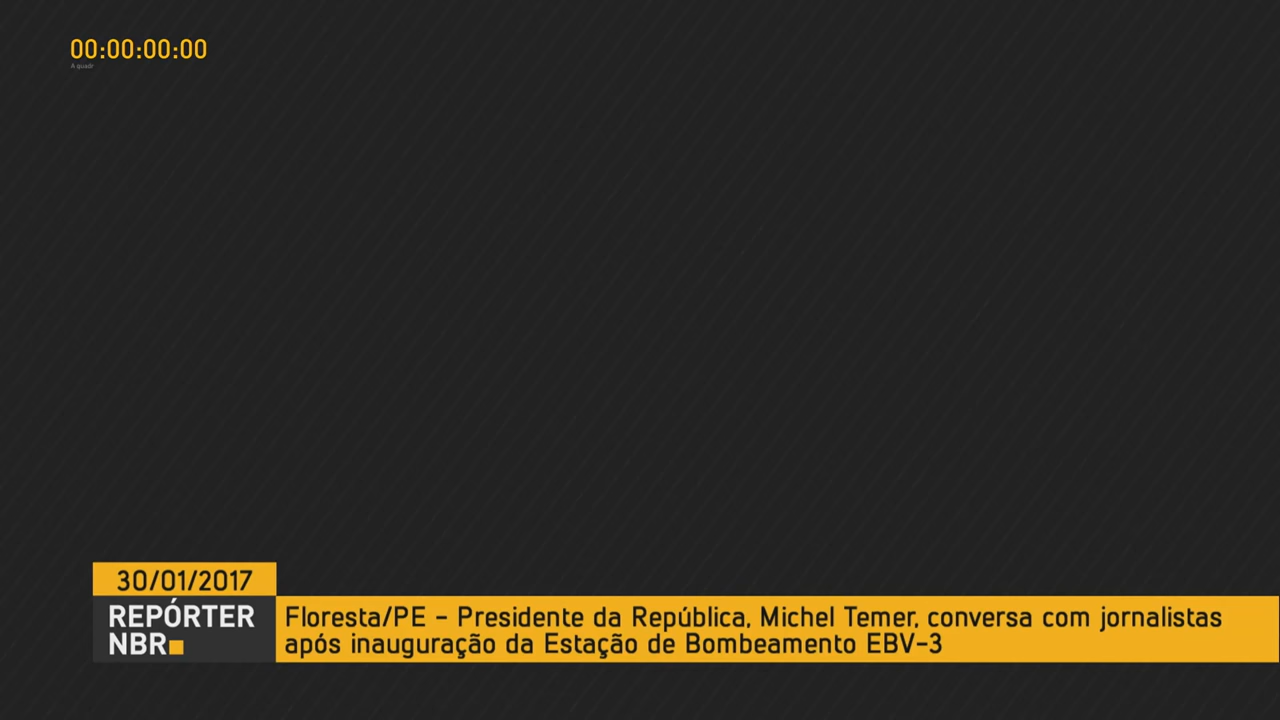 00:00:00:00
A quadr
30/01/2017
REPÓRTER
NBR
Floresta/PE - Presidente da República, Michel Temer, conversa com jornalistas
após inauguração da Estação de Bombeamento EBV-3